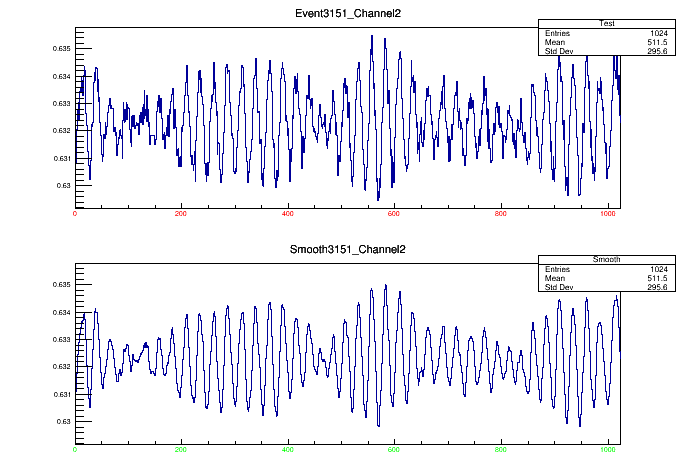 Event3151_Channel2
Test
Entries 1024
Mean 511.5
Std Dev 295.6
0.635
0.634
0.633
0.632
0.631
0.63
0 200 400 600 800 1000
Smooth3151_Channel2
Smooth
Entries 1024
Mean 511.5
Std Dev 295.6
0.635
0.634
0.633
0.632
0.631
0.63
0 200 400 600 800 1000